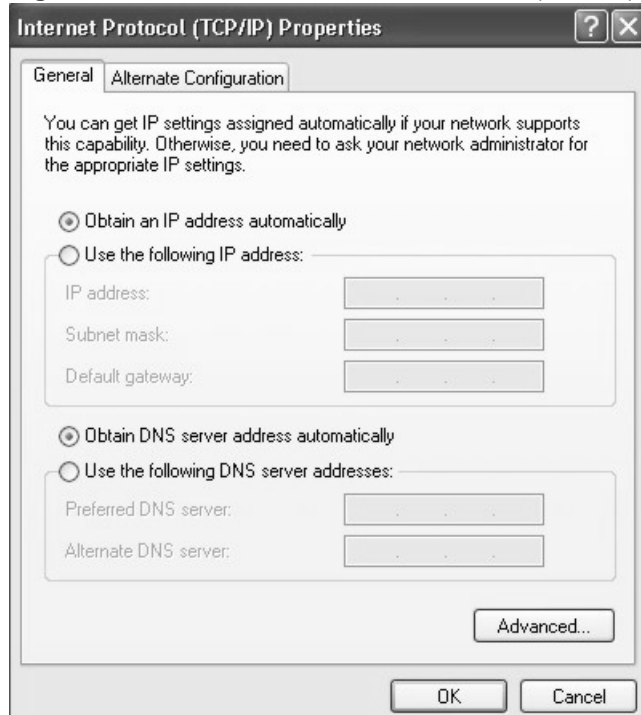 Internet Protocol (TCP/IP) Properties
General
Alternate Configuration
You can get IP settings assigned automatically if your network supports
this capability. Otherwise, you need to ask your network administrator for
the appropriate IP settings.
Obtain an IP address automatically
Use the following IP address:
IP address:
Subnet mask:
Default gateway:
Obtain DNS server address automatically
Use the following DNS server addresses:
Preferred DNS server:
Alternate DNS server:
Advanced...
OK
Cancel